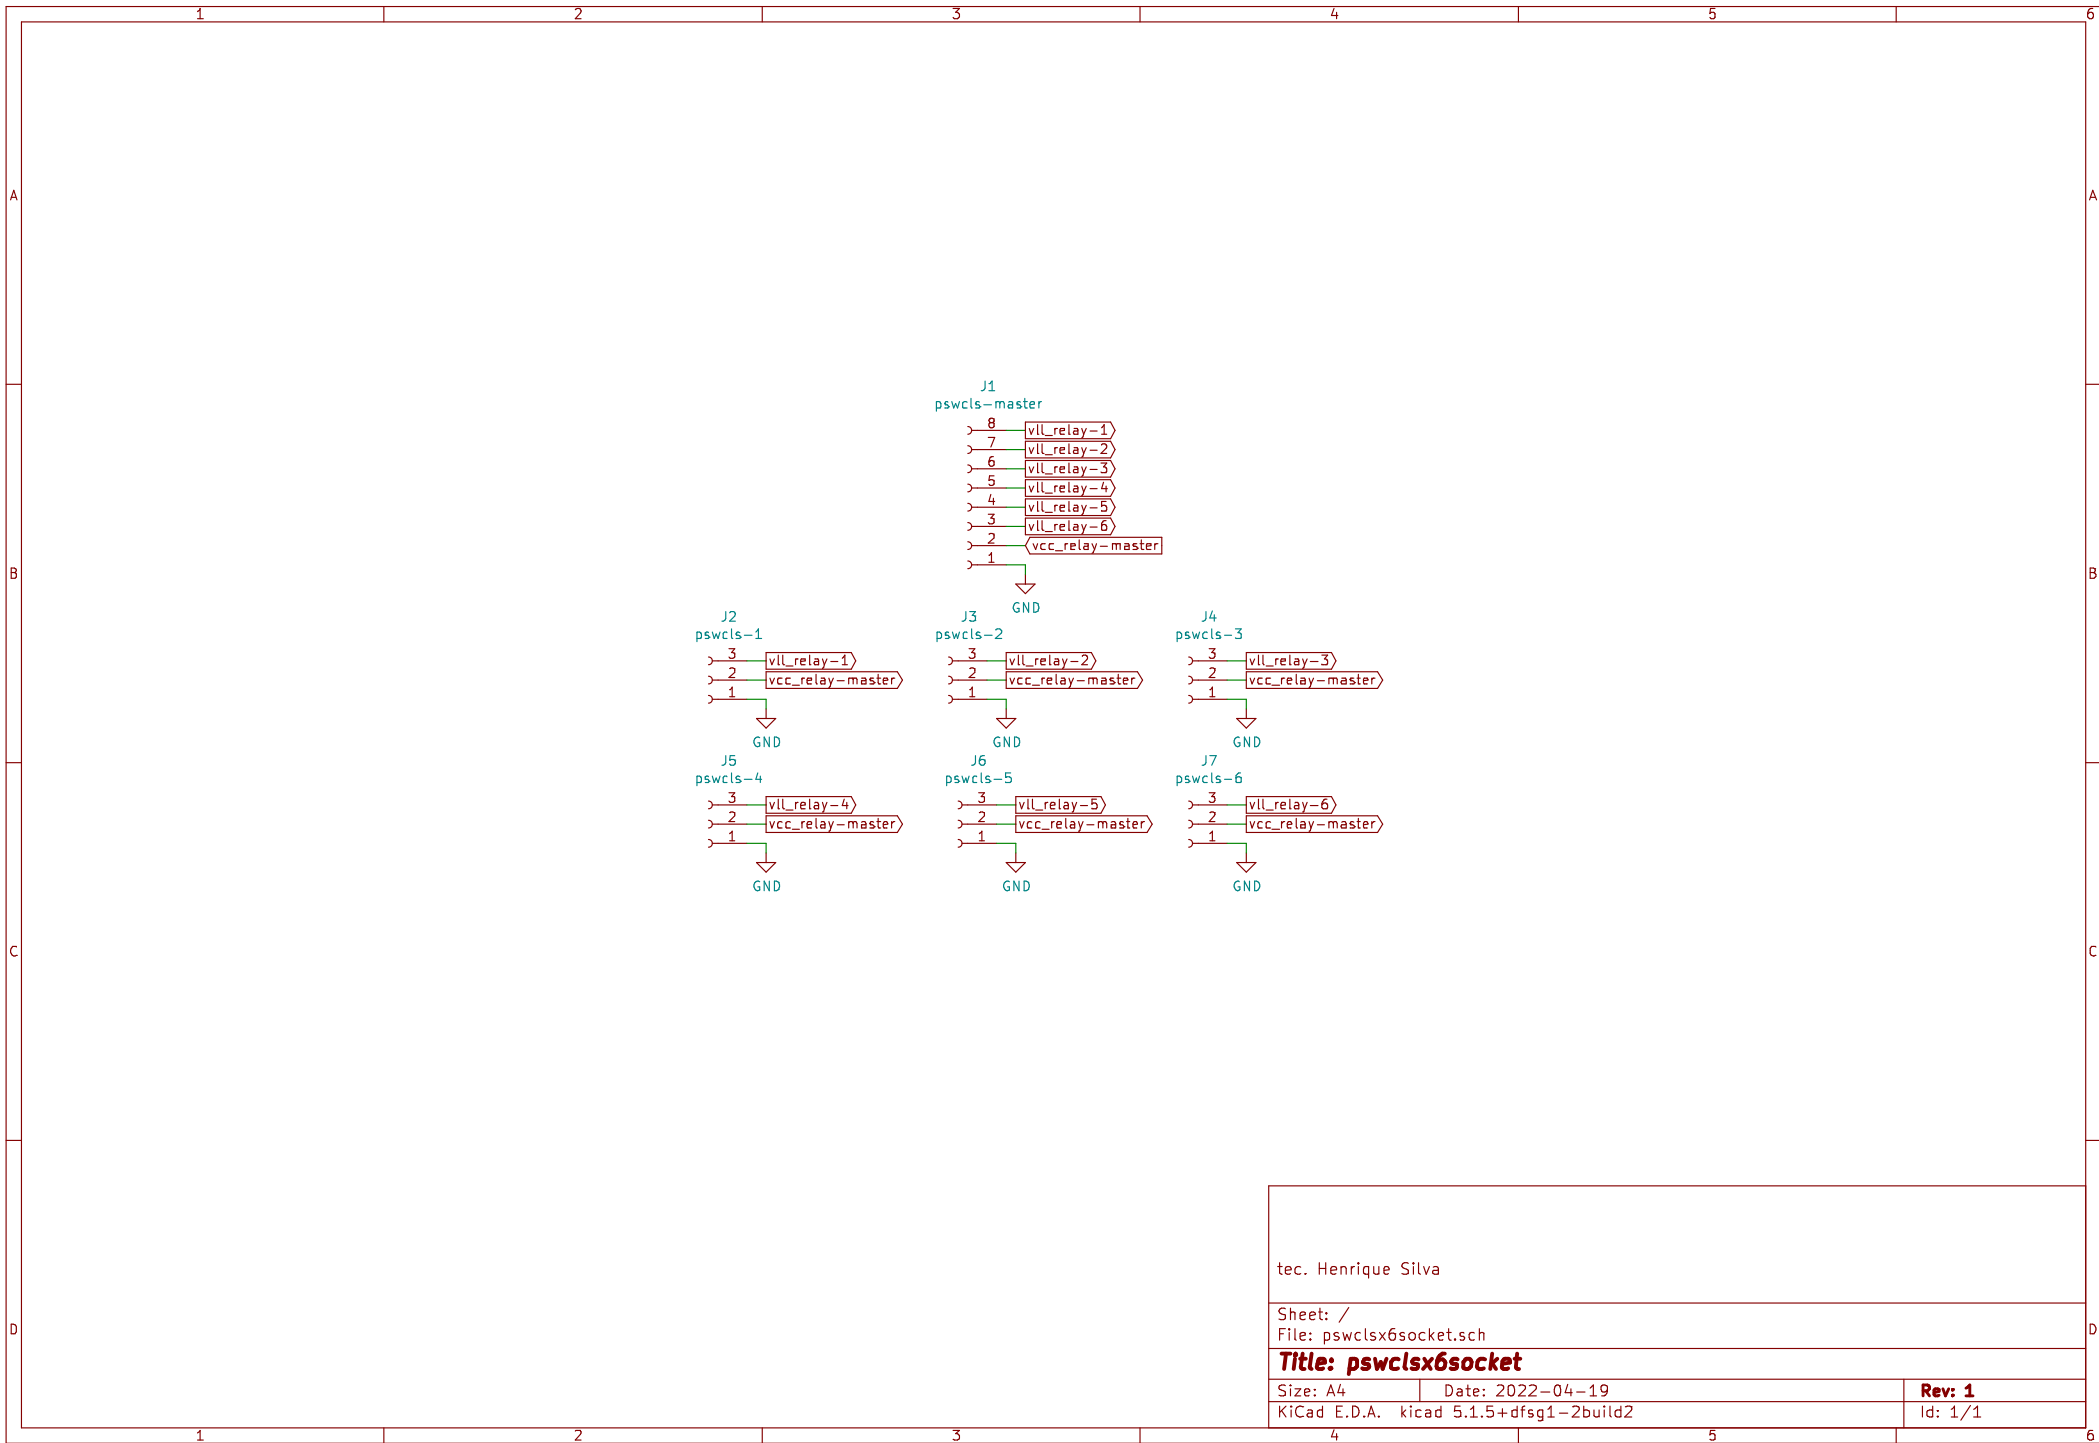 1 2 3 4 5 6
A A
J1
pswcls-master
8 vll_relay-1
7 vll_relay-2
6 vll_relay-3
5 vll_relay-4
4 vll_relay-5
3 vll_relay-6
2 vcc_relay-master
1
B B
GND
J2 J3 J4
pswcls-1 pswcls-2 pswcls-3
3 vll_relay-1 3 vll_relay-2 3 vll_relay-3
2 vcc_relay-master 2 vcc_relay-master 2 vcc_relay-master
1 1 1
GND GND GND
J5 J6 J7
pswcls-4 pswcls-5 pswcls-6
3 vll_relay-4 3 vll_relay-5 3 vll_relay-6
2 vcc_relay-master 2 vcc_relay-master 2 vcc_relay-master
1 1 1
GND GND GND
C C
tec. Henrique Silva
Sheet: /
D D
File: pswclsx6socket.sch
Title: pswclsx6socket
Size: A4 Date: 2022-04-19 Rev: 1
KiCad E.D.A. kicad 5.1.5+dfsg1-2build2 Id: 1/1
1 2 3 4 5 6